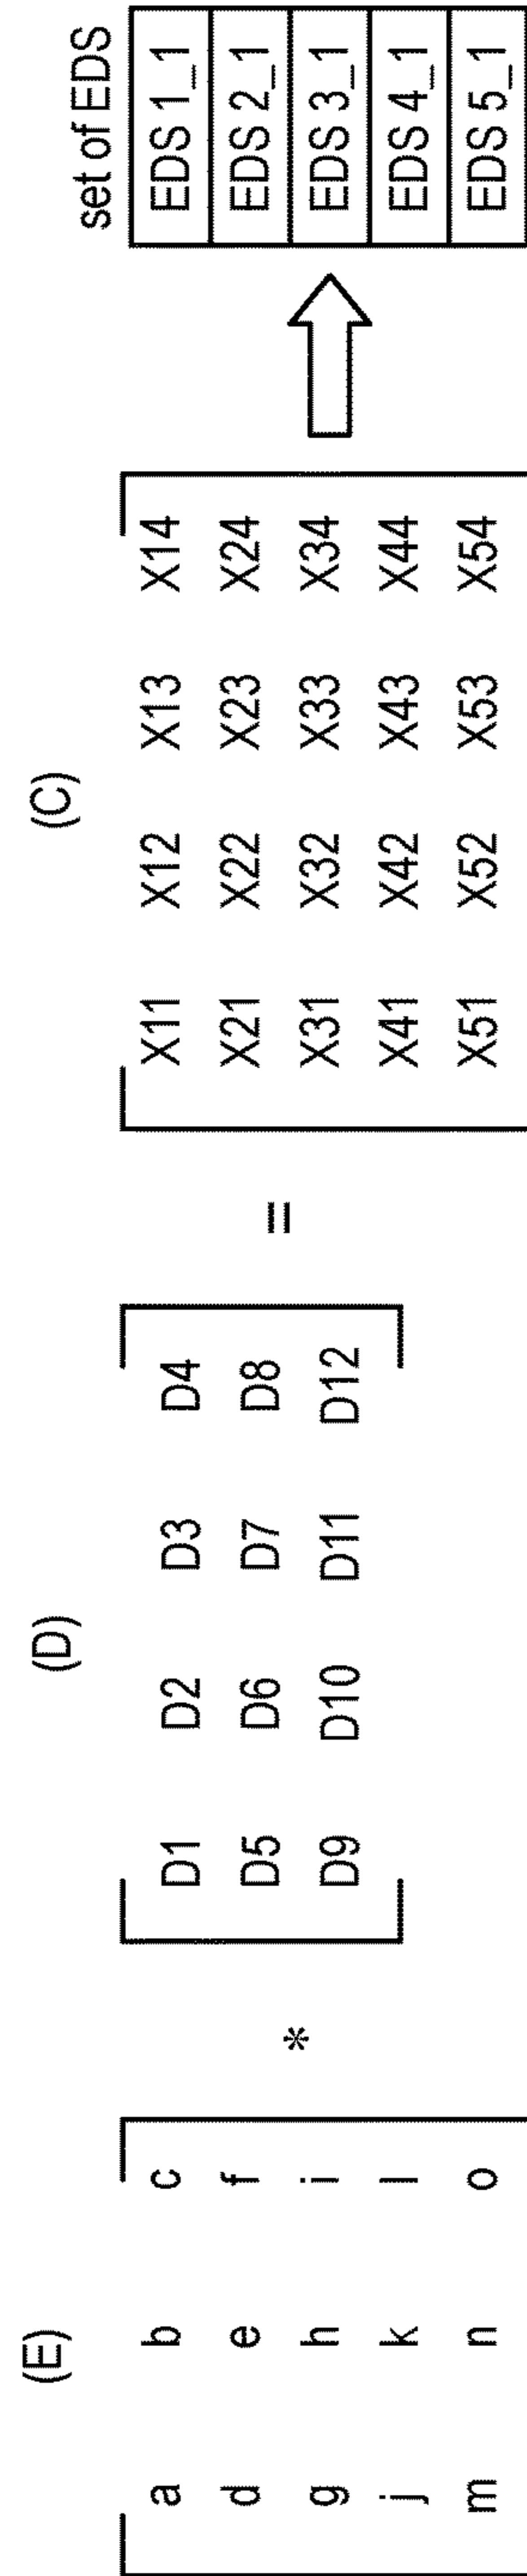 (E) (D) (C) set of EDS
a b c D1 D2 D3 D4 X11 X12 X13 X14 EDS 1_1
d e f D5 D6 D7 D8 X21 X22 X23 X24 EDS 2_1
g h i * D9 D10 D11 D12 = X31 X32 X33 X34 EDS 3_1
j k l X41 X42 X43 X44 EDS 4_1
m n o X51 X52 X53 X54 EDS 5_1